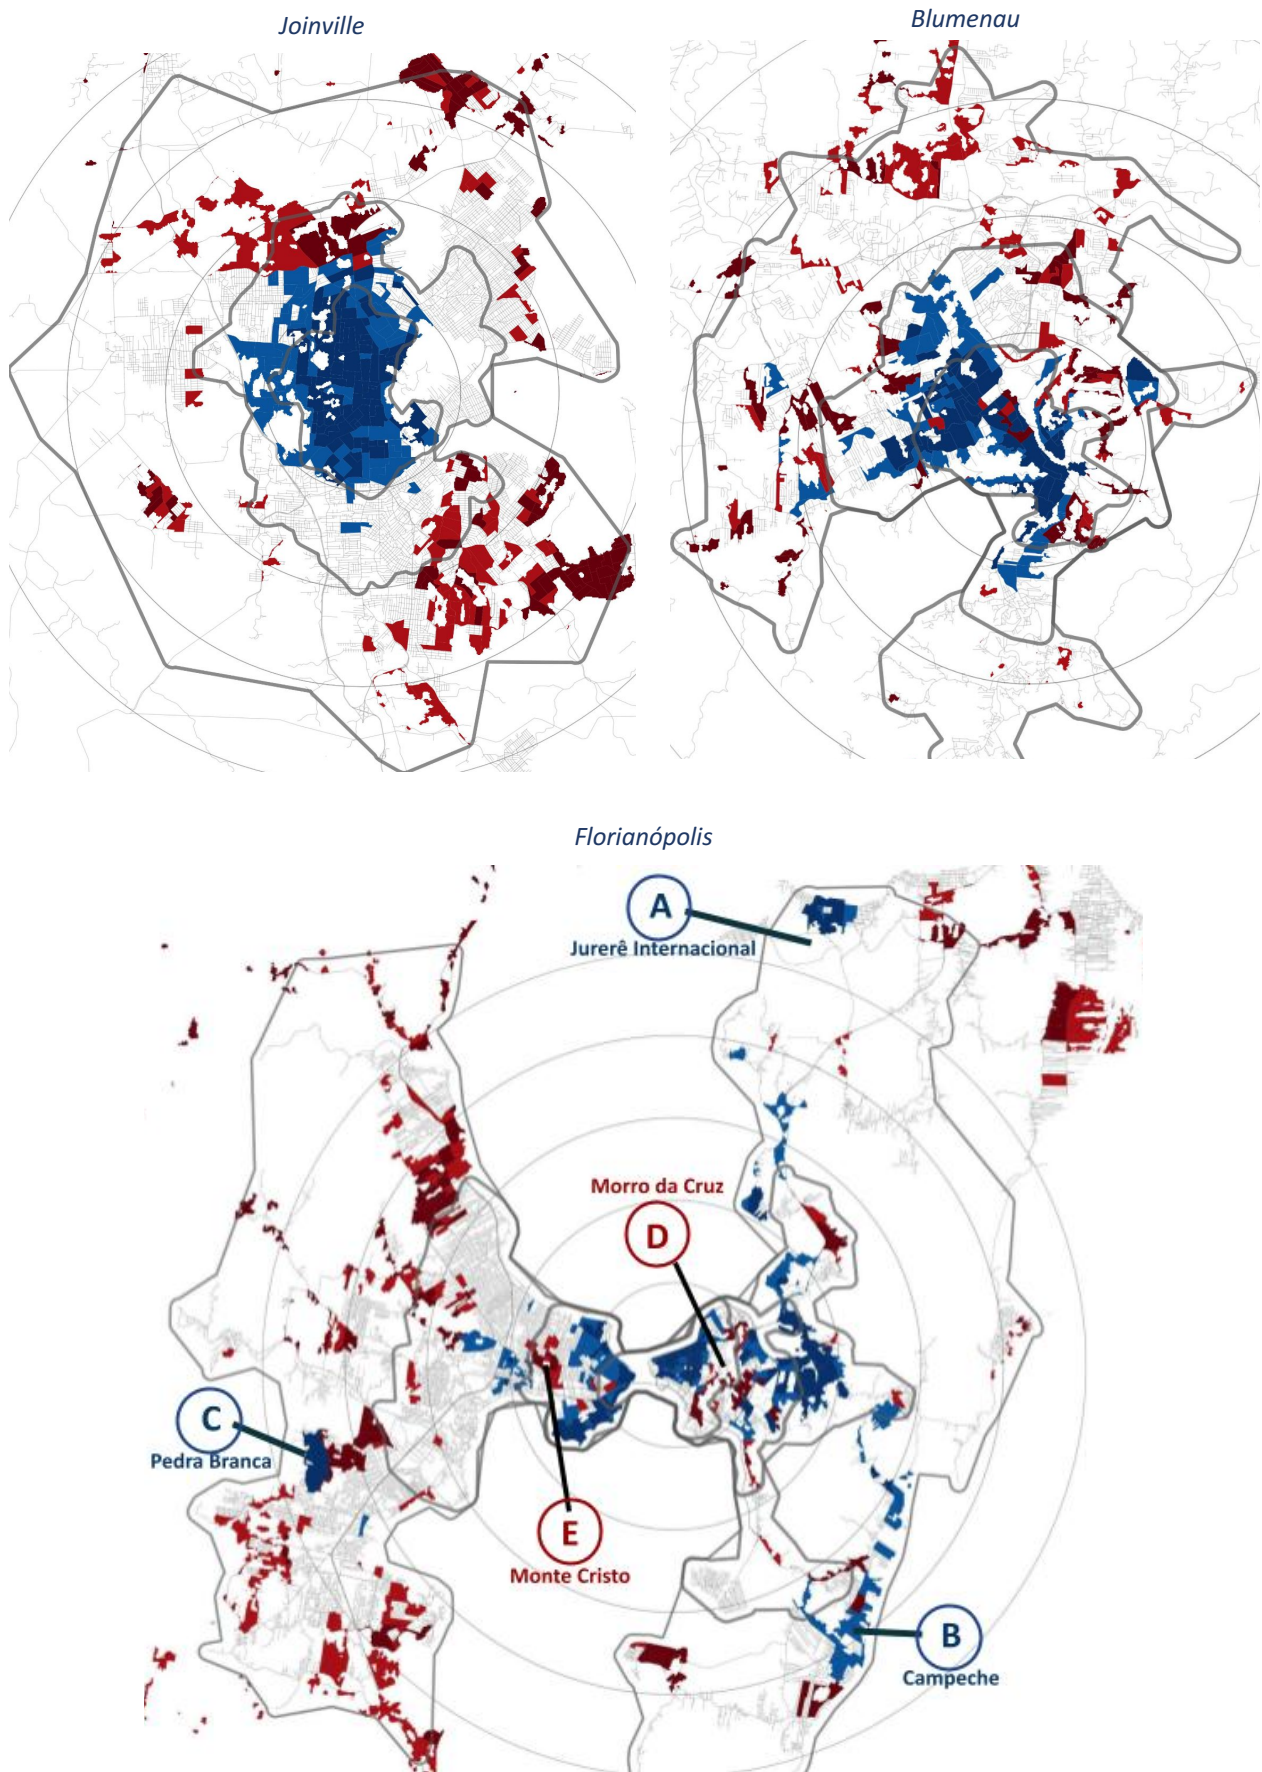 Joinville
Blumenau
Florianópolis
A
Jurerê Internacional
Morro da Cruz
D
C
Pedra Branca
E
Monte Cristo
B
Campeche